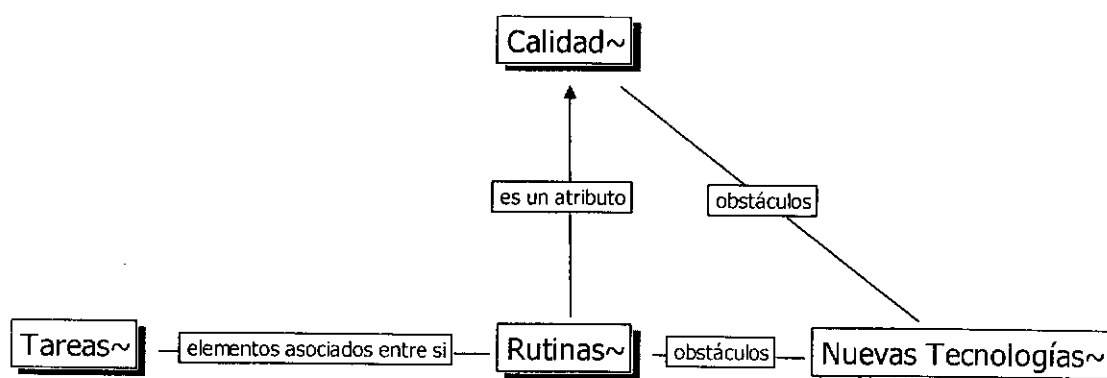 Calidad~
es un atributo
obstáculos
Tareas~
elementos asociados entre si
Rutinas~
obstáculos
Nuevas Tecnologías~